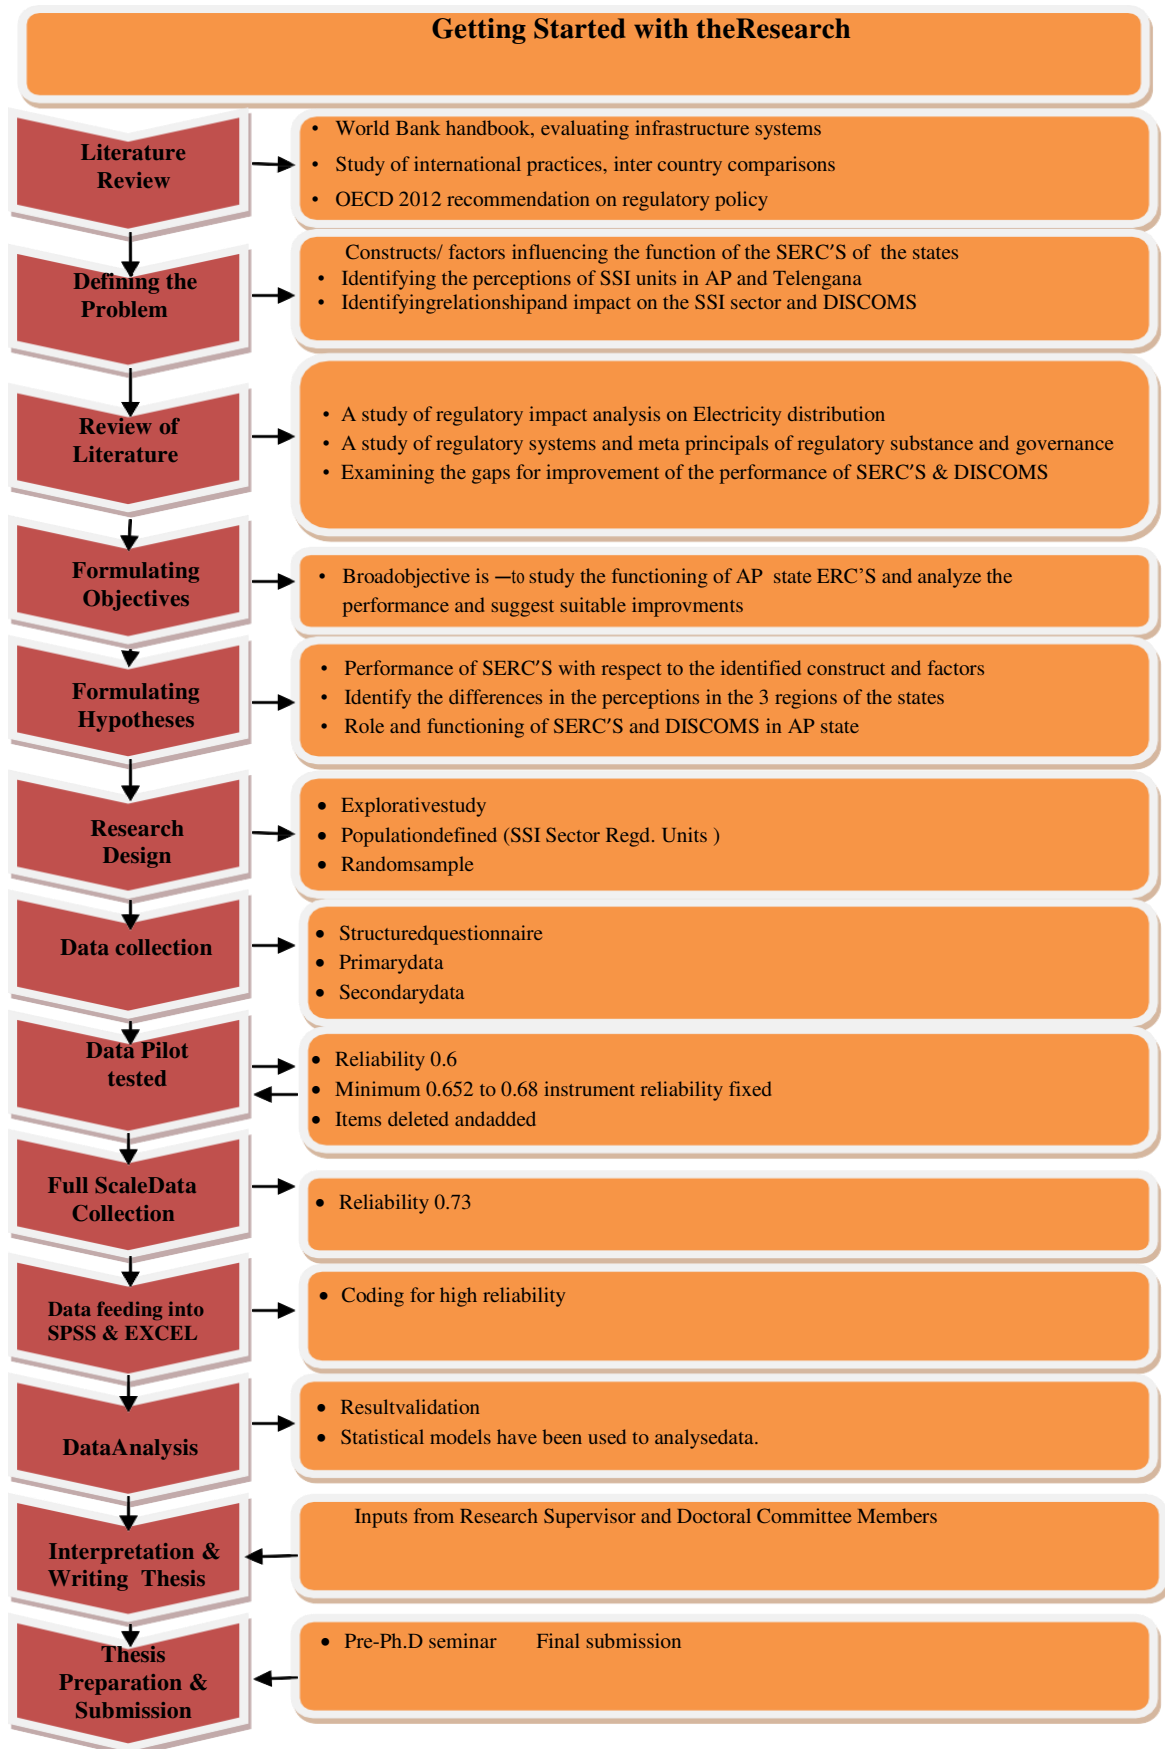 Getting Started with theResearch
Literature
Review
• World Bank handbook, evaluating infrastructure systems
• Study of international practices, inter country comparisons
• OECD 2012 recommendation on regulatory policy
Defining the
Problem
Constructs/ factors influencing the function of the SERC'S of the states
• Identifying the perceptions of SSI units in AP and Telengana
• Identifyingrelationshipand impact on the SSI sector and DISCOMS
Review of
Literature
• A study of regulatory impact analysis on Electricity distribution
• A study of regulatory systems and meta principals of regulatory substance and governance
• Examining the gaps for improvement of the performance of SERC'S & DISCOMS
Formulating
Objectives
• Broadobjective is —to study the functioning of AP state ERC'S and analyze the
performance and suggest suitable improvments
Formulating
Hypotheses
• Performance of SERC'S with respect to the identified construct and factors
• Identify the differences in the perceptions in the 3 regions of the states
• Role and functioning of SERC'S and DISCOMS in AP state
Research
Design
• Explorativestudy
• Populationdefined (SSI Sector Regd. Units )
• Randomsample
Data collection
• Structuredquestionnaire
• Primarydata
• Secondarydata
Data Pilot
tested
• Reliability 0.6
• Minimum 0.652 to 0.68 instrument reliability fixed
• Items deleted andadded
Full ScaleData
Collection
• Reliability 0.73
Data feeding into
SPSS & EXCEL
• Coding for high reliability
DataAnalysis
• Resultvalidation
• Statistical models have been used to analysedata.
Interpretation &
Writing Thesis
Inputs from Research Supervisor and Doctoral Committee Members
Thesis
Preparation &
Submission
• Pre-Ph.D seminar Final submission